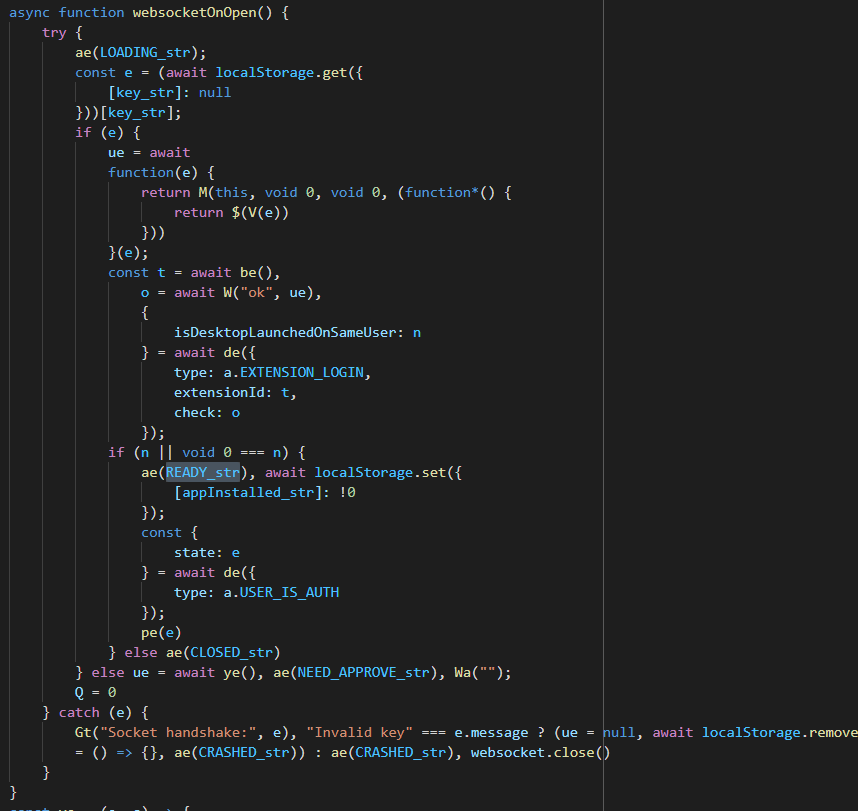 async function websocketOnOpen() {
    try {
        ae(LOADING_str);
        const e = (await localStorage.get({
            [key_str]: null
        }))[key_str];
        if (e) {
            ue = await
            function(e) {
                return M(this, void 0, void 0, (function*() {
                    return $(V(e))
                }))
            }(e);
            const t = await be(),
                o = await W("ok", ue),
                {
                    isDesktopLaunchedOnSameUser: n
                } = await de({
                    type: a.EXTENSION_LOGIN,
                    extensionId: t,
                    check: o
                });
            if (n || void 0 === n) {
                ae(READY_str), await localStorage.set({
                    [appInstalled_str]: !0
                });
                const {
                    state: e
                } = await de({
                    type: a.USER_IS_AUTH
                });
                pe(e)
            } else ae(CLOSED_str)
        } else ue = await ye(), ae(NEED_APPROVE_str), Wa("");
        Q = 0
    } catch (e) {
        Gt("Socket handshake:", e), "Invalid key" === e.message ? (ue = null, await localStorage.remove
        = () => {}, ae(CRASHED_str)) : ae(CRASHED_str), websocket.close()
    }
}